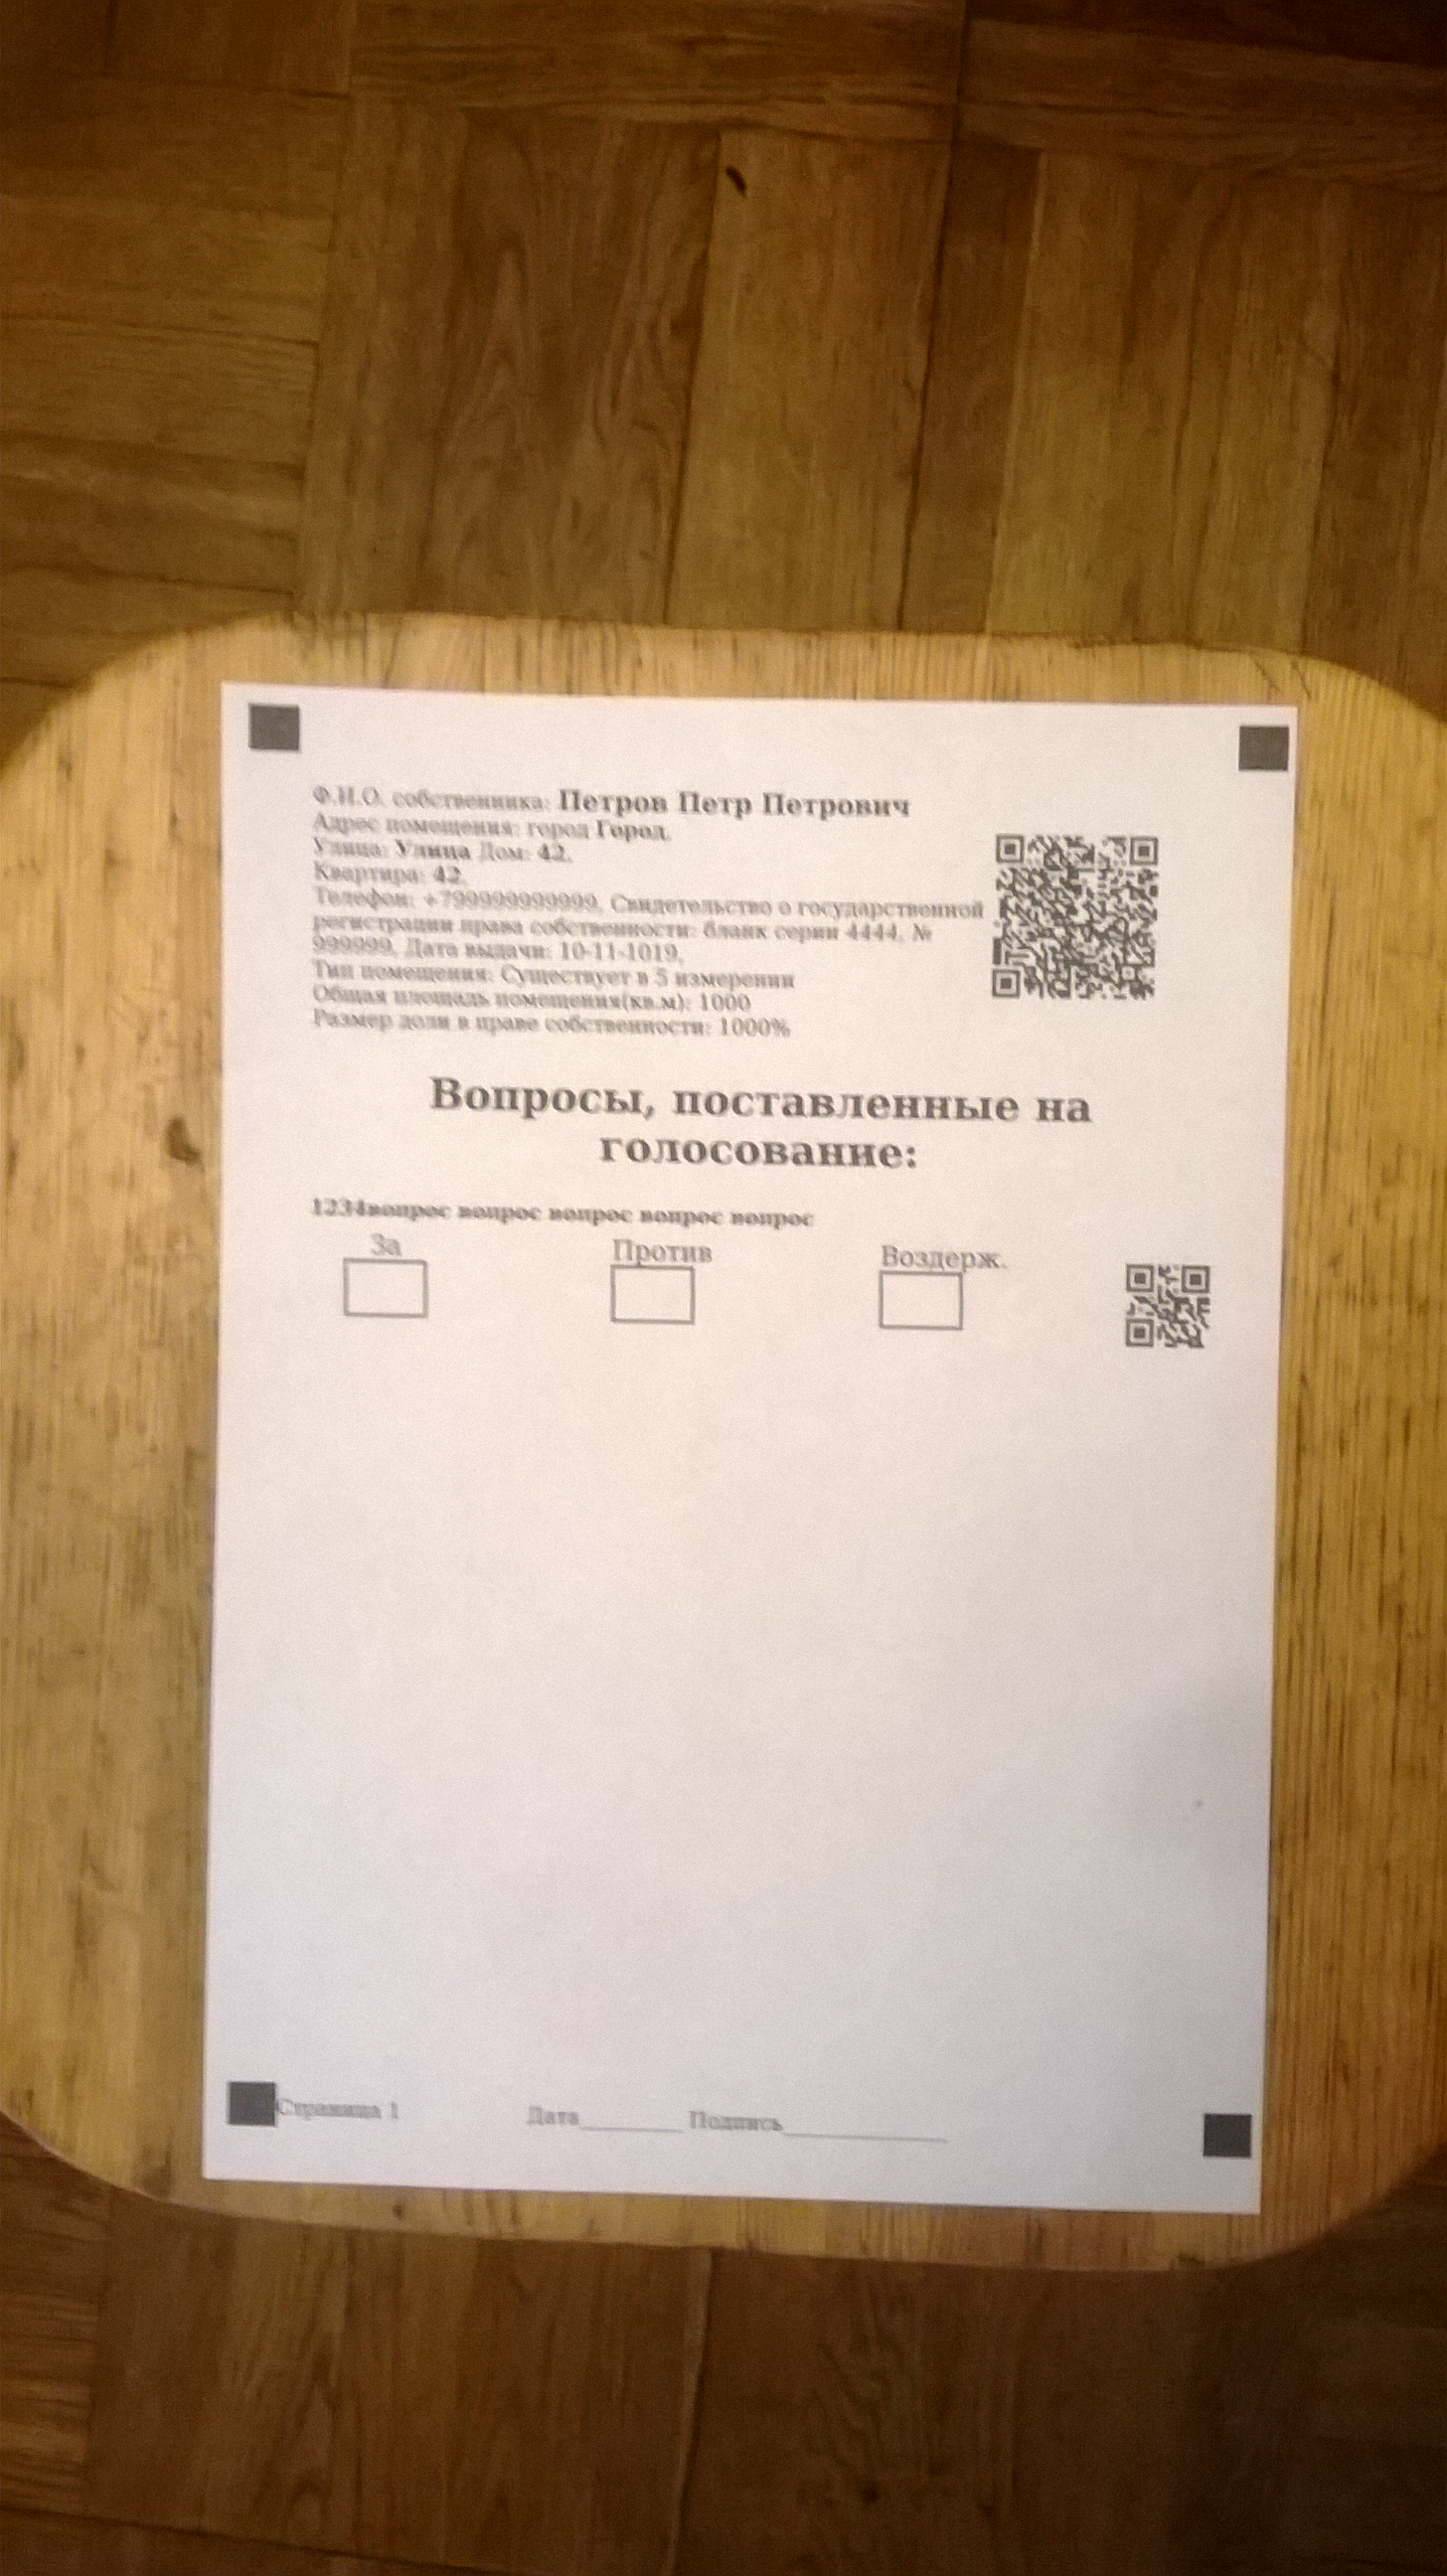 Ф.И.О. собственника: Петров Петр Петрович
Адрес помещения: город Город,
Улица: Улица Дом: 42,
Квартира: 42,
Телефон: +799999999999, Свидетельство о государственной
регистрации права собственности: бланк серии 4444, №
999999, Дата выдачи: 10-11-1019,
Тип помещения: Существует в 5 измерении
Общая площадь помещения(кв.м): 1000
Размер доли в праве собственности: 1000%
Вопросы, поставленные на
голосование:
1234вопрос вопрос вопрос вопрос вопрос
За Против Воздерж.
Страница 1 Дата________ Подпись_____________